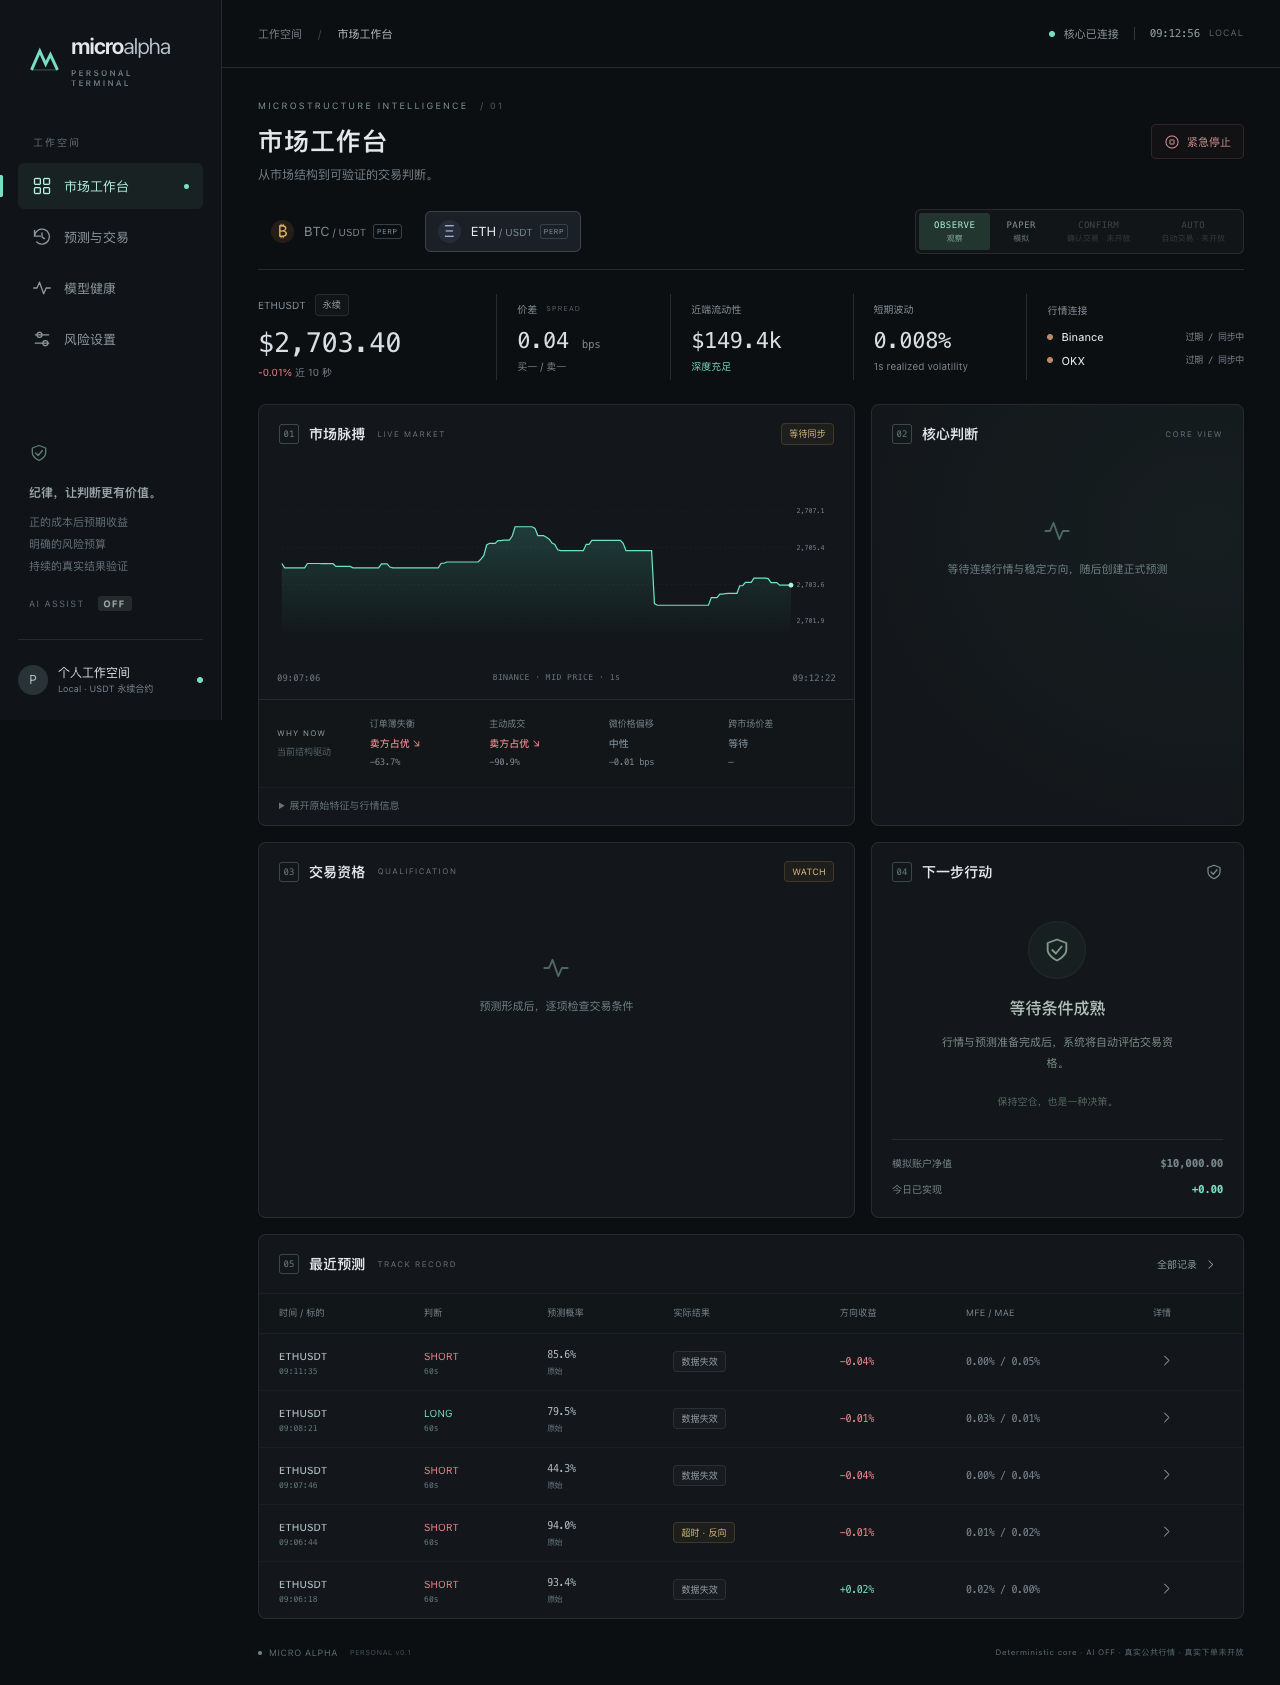 microalpha
PERSONAL
TERMINAL
工作空间
市场工作台
预测与交易
模型健康
风险设置
纪律，让判断更有价值。
正的成本后预期收益
明确的风险预算
持续的真实结果验证
AI ASSIST OFF
P 个人工作空间
Local · USDT 永续合约
工作空间 / 市场工作台
核心已连接 09:12:56 LOCAL
MICROSTRUCTURE INTELLIGENCE / 01
市场工作台
紧急停止
从市场结构到可验证的交易判断。
BTC / USDT PERP
ETH / USDT PERP
OBSERVE PAPER CONFIRM AUTO
观察 模拟 确认交易 · 未开放 自动交易 · 未开放
ETHUSDT 永续
$2,703.40
-0.01% 近 10 秒
价差 SPREAD
0.04 bps
买一 / 卖一
近端流动性
$149.4k
深度充足
短期波动
0.008%
1s realized volatility
行情连接
Binance 过期 / 同步中
OKX 过期 / 同步中
01 市场脉搏 LIVE MARKET 等待同步
2,707.1
2,705.4
2,703.6
2,701.9
09:07:06 BINANCE · MID PRICE · 1s 09:12:22
WHY NOW
当前结构驱动
订单簿失衡
卖方占优 ↘
-63.7%
主动成交
卖方占优 ↘
-90.9%
微价格偏移
中性
-0.01 bps
跨市场价差
等待
—
▶ 展开原始特征与行情信息
02 核心判断 CORE VIEW
等待连续行情与稳定方向，随后创建正式预测
03 交易资格 QUALIFICATION WATCH
预测形成后，逐项检查交易条件
04 下一步行动
等待条件成熟
行情与预测准备完成后，系统将自动评估交易资
格。
保持空仓，也是一种决策。
模拟账户净值 $10,000.00
今日已实现 +0.00
05 最近预测 TRACK RECORD 全部记录
时间 / 标的 判断 预测概率 实际结果 方向收益 MFE / MAE 详情
ETHUSDT SHORT 85.6% 数据失效 -0.04% 0.00% / 0.05%
09:11:35 60s 原始
ETHUSDT LONG 79.5% 数据失效 -0.01% 0.03% / 0.01%
09:08:21 60s 原始
ETHUSDT SHORT 44.3% 数据失效 -0.04% 0.00% / 0.04%
09:07:46 60s 原始
ETHUSDT SHORT 94.0% 超时 · 反向 -0.01% 0.01% / 0.02%
09:06:44 60s 原始
ETHUSDT SHORT 93.4% 数据失效 +0.02% 0.02% / 0.00%
09:06:18 60s 原始
MICRO ALPHA PERSONAL v0.1
Deterministic core · AI OFF · 真实公共行情 · 真实下单未开放